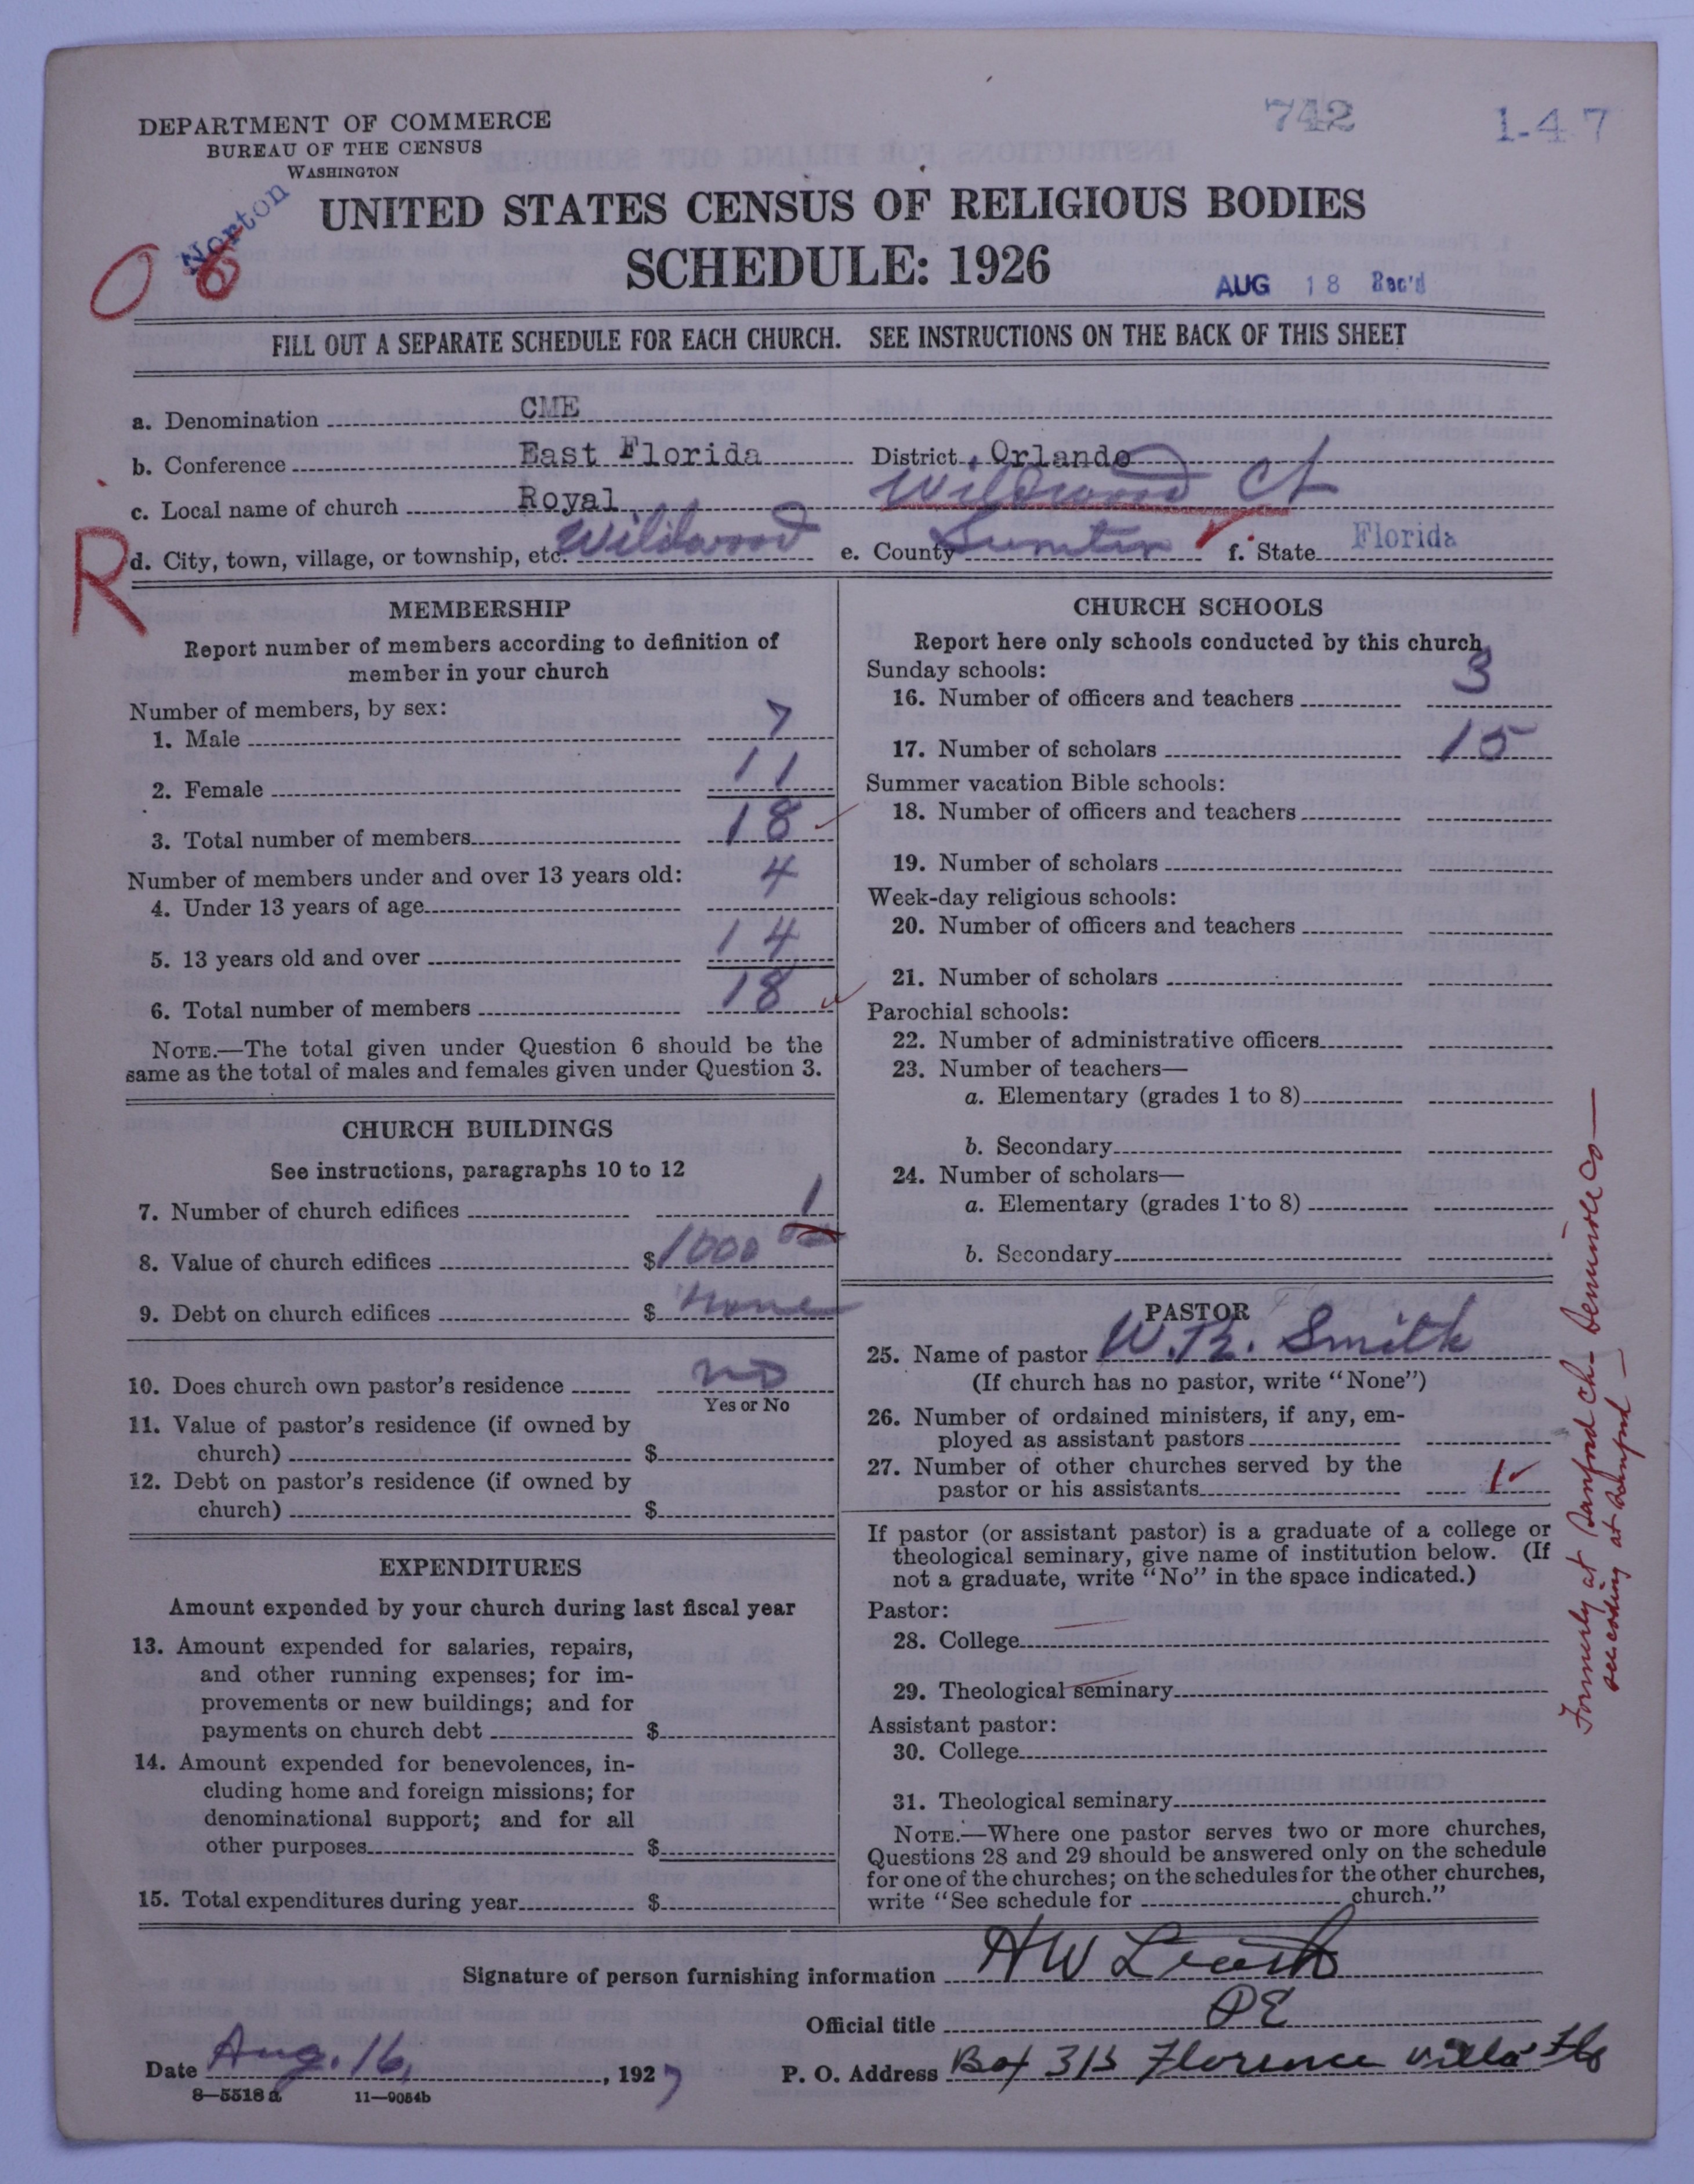 742
1-47
DEPARTMENT OF COMMERCE
BUREAU OF THE CENSUS
WASHINGTON
Norton
UNITED STATES CENSUS OF RELIGIOUS BODIES
SCHEDULE: 1926
AUG 18 Rec'd
FILL OUT A SEPARATE SCHEDULE FOR EACH CHURCH. SEE INSTRUCTIONS ON THE BACK OF THIS SHEET
a. Denomination CME
b. Conference East Florida District Orlando
c. Local name of church Royal Wildwood Ct
R
d. City, town, village, or township, etc. Wildwood e. County Sumter f. State Florida
MEMBERSHIP
Report number of members according to definition of
member in your church
Number of members, by sex:
1. Male 7
2. Female 11
3. Total number of members 18
Number of members under and over 13 years old:
4. Under 13 years of age 4
5. 13 years old and over 14
6. Total number of members 18
NOTE.—The total given under Question 6 should be the
same as the total of males and females given under Question 3.
CHURCH BUILDINGS
See instructions, paragraphs 10 to 12
7. Number of church edifices 1
8. Value of church edifices $1000 00
9. Debt on church edifices $ none
10. Does church own pastor's residence no
Yes or No
11. Value of pastor's residence (if owned by
church) $
12. Debt on pastor's residence (if owned by
church) $
EXPENDITURES
Amount expended by your church during last fiscal year
13. Amount expended for salaries, repairs,
and other running expenses; for im-
provements or new buildings; and for
payments on church debt $
14. Amount expended for benevolences, in-
cluding home and foreign missions; for
denominational support; and for all
other purposes $
15. Total expenditures during year $
CHURCH SCHOOLS
Report here only schools conducted by this church
Sunday schools:
16. Number of officers and teachers 3
17. Number of scholars 15
Summer vacation Bible schools:
18. Number of officers and teachers
19. Number of scholars
Week-day religious schools:
20. Number of officers and teachers
21. Number of scholars
Parochial schools:
22. Number of administrative officers
23. Number of teachers—
a. Elementary (grades 1 to 8)
b. Secondary
24. Number of scholars—
a. Elementary (grades 1 to 8)
b. Secondary
PASTOR
25. Name of pastor W. B. Smith
(If church has no pastor, write "None")
26. Number of ordained ministers, if any, em-
ployed as assistant pastors
27. Number of other churches served by the
pastor or his assistants 1
If pastor (or assistant pastor) is a graduate of a college or
theological seminary, give name of institution below. (If
not a graduate, write "No" in the space indicated.)
Pastor:
28. College
29. Theological seminary
Assistant pastor:
30. College
31. Theological seminary
NOTE.—Where one pastor serves two or more churches,
Questions 28 and 29 should be answered only on the schedule
for one of the churches; on the schedules for the other churches,
write "See schedule for church."
Formerly at Sanford ch- Seminole Co—
see coding at Sanford—
Signature of person furnishing information H W
Official title PE
Date Aug. 16, 1927 P. O. Address Box 313 Florence Villa Fla
8—5518a 11—9054b